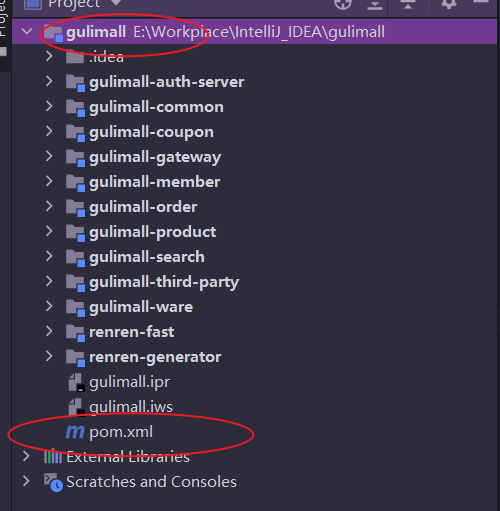 Project
Project
gulimall E:\Workplace\IntelliJ_IDEA\gulimall
.idea
gulimall-auth-server
gulimall-common
gulimall-coupon
gulimall-gateway
gulimall-member
gulimall-order
gulimall-product
gulimall-search
gulimall-third-party
gulimall-ware
renren-fast
renren-generator
gulimall.ipr
gulimall.iws
m pom.xml
External Libraries
Scratches and Consoles